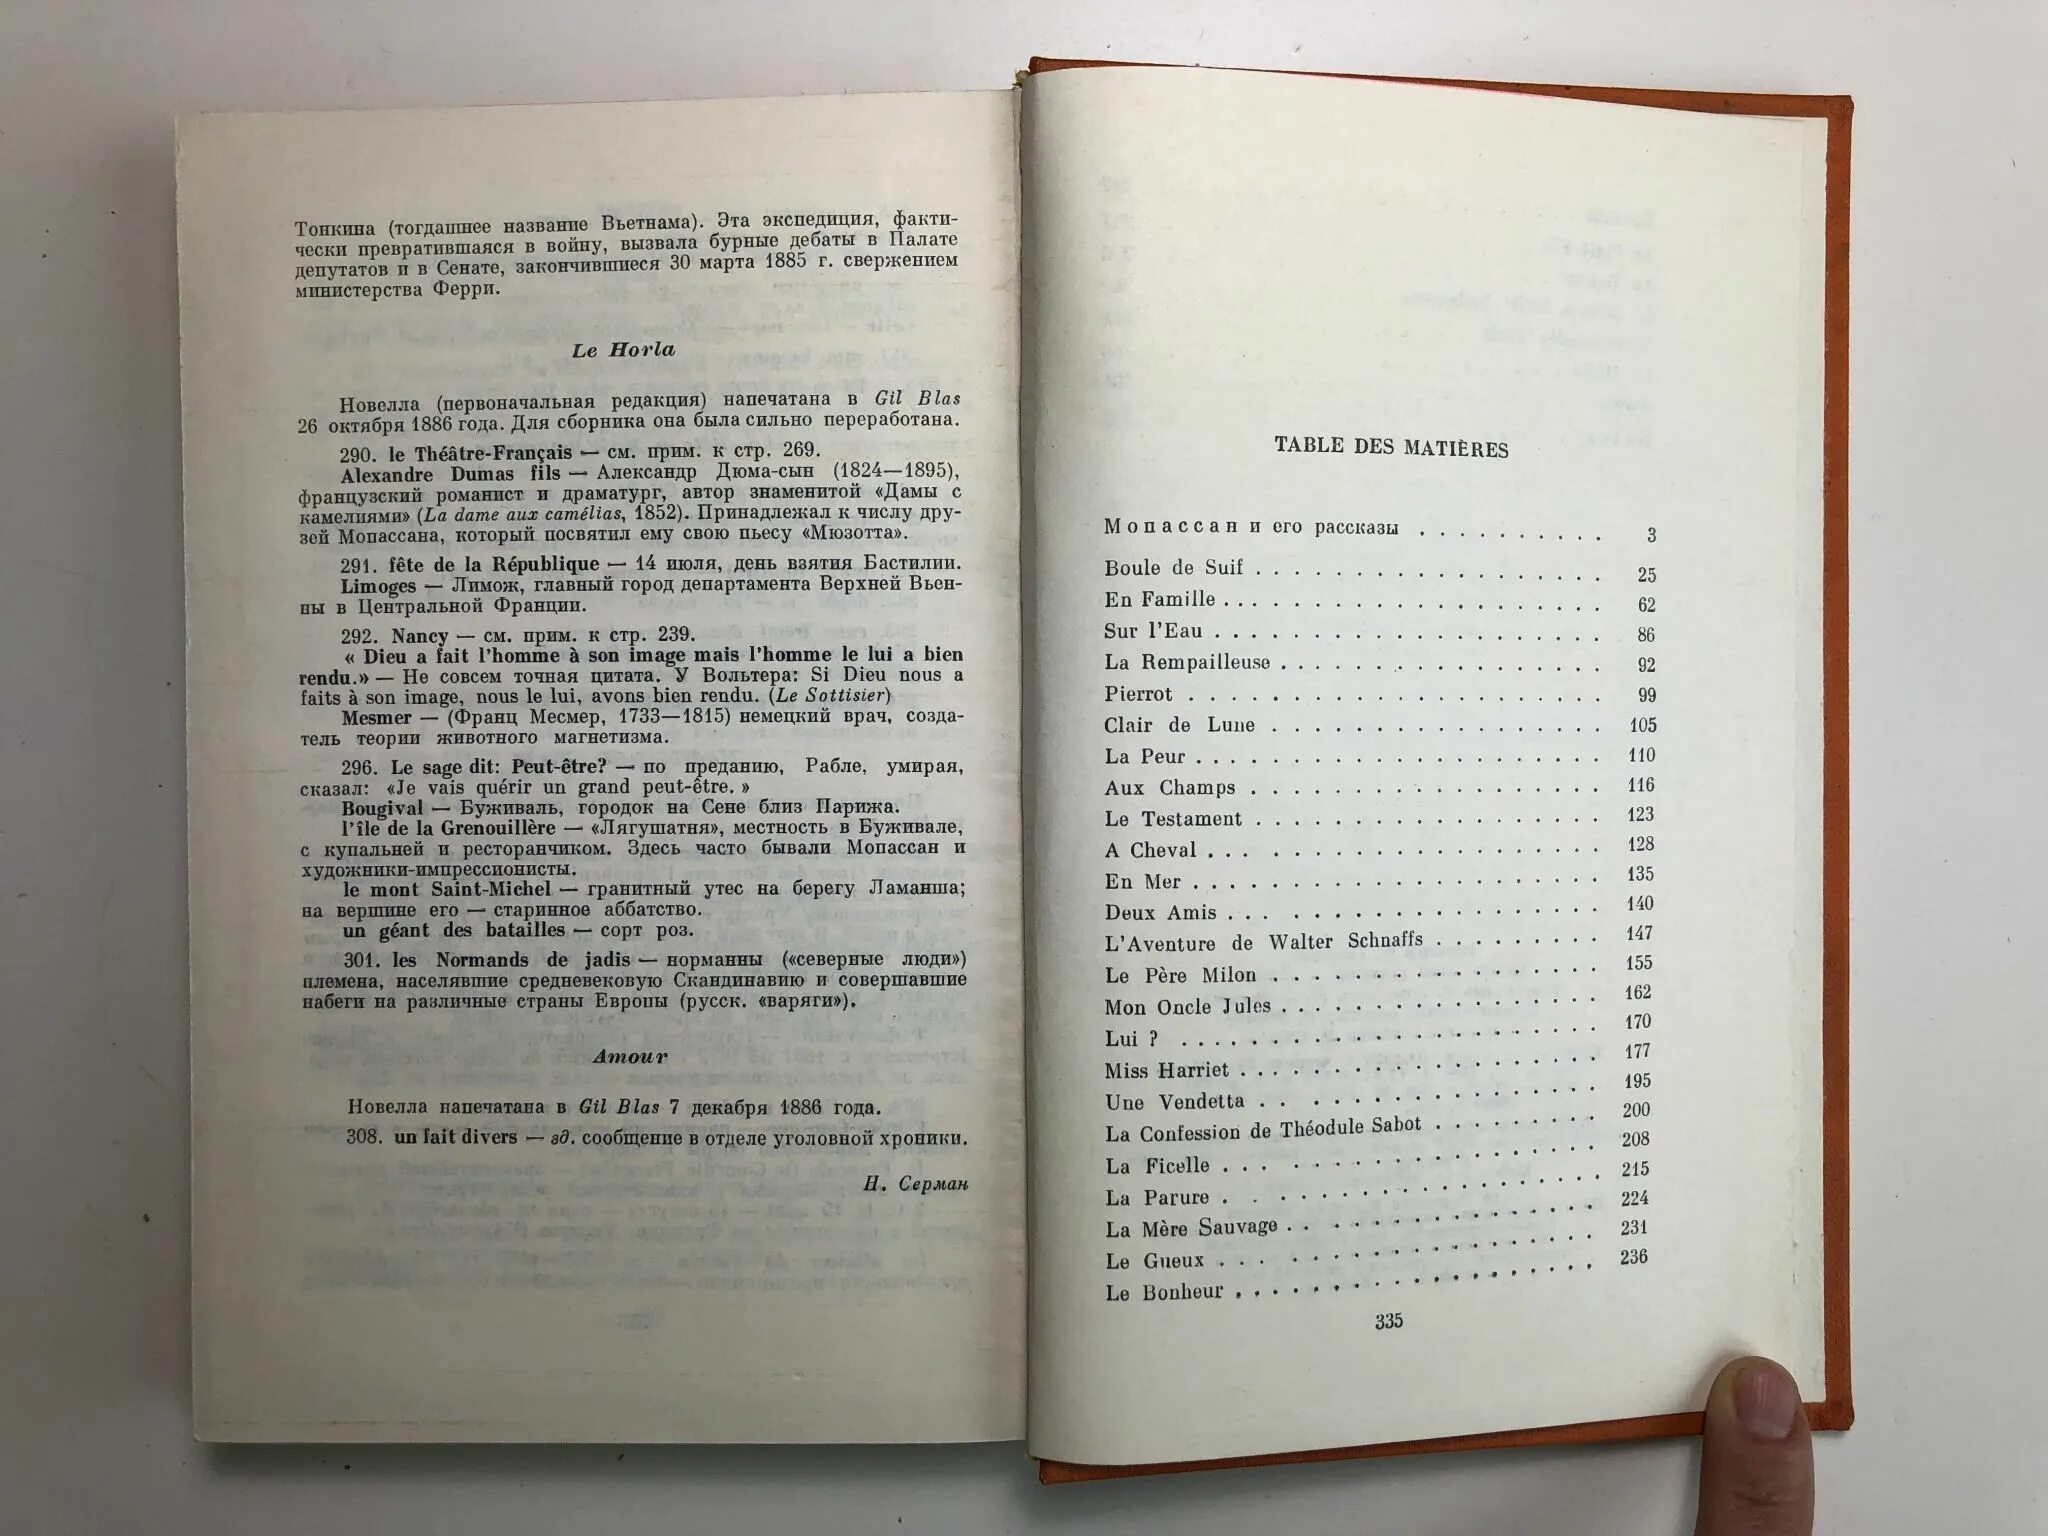 Тонкина (тогдашнее название Вьетнама). Эта экспедиция, факти-
чески превратившаяся в войну, вызвала бурные дебаты в Палате
депутатов и в Сенате, закончившиеся 30 марта 1885 г. свержением
министерства Ферри.
Le Horla
Новелла (первоначальная редакция) напечатана в Gil Blas
26 октября 1886 года. Для сборника она была сильно переработана.
290. le Théâtre-Français — см. прим. к стр. 269.
Alexandre Dumas fils — Александр Дюма-сын (1824—1895),
французский романист и драматург, автор знаменитой «Дамы с
камелиями» (La dame aux camélias, 1852). Принадлежал к числу дру-
зей Мопассана, который посвятил ему свою пьесу «Мюзотта».
291. fête de la République — 14 июля, день взятия Бастилии.
Limoges — Лимож, главный город департамента Верхней Вьен-
ны в Центральной Франции.
292. Nancy — см. прим. к стр. 239.
« Dieu a fait l'homme à son image mais l'homme le lui a bien
rendu.» — Не совсем точная цитата. У Вольтера: Si Dieu nous a
faits à son image, nous le lui, avons bien rendu. (Le Sottisier)
Mesmer — (Франц Месмер, 1733—1815) немецкий врач, созда-
тель теории животного магнетизма.
296. Le sage dit: Peut-être? — по преданию, Рабле, умирая,
сказал: «Je vais quérir un grand peut-être. »
Bougival — Буживаль, городок на Сене близ Парижа.
l'île de la Grenouillère — «Лягушатня», местность в Буживале,
с купальней и ресторанчиком. Здесь часто бывали Мопассан и
художники-импрессионисты.
le mont Saint-Michel — гранитный утес на берегу Ламанша;
на вершине его — старинное аббатство.
un géant des batailles — сорт роз.
301. les Normands de jadis — норманны («северные люди»)
племена, населявшие средневековую Скандинавию и совершавшие
набеги на различные страны Европы (русск. «варяги»).
Amour
Новелла напечатана в Gil Blas 7 декабря 1886 года.
308. un fait divers — зд. сообщение в отделе уголовной хроники.
Н. Серман
TABLE DES MATIÈRES
Мопассан и его рассказы . . . . . . . . . . 3
Boule de Suif . . . . . . . . . . . . . . . . . 25
En Famille . . . . . . . . . . . . . . . . . . 62
Sur l'Eau . . . . . . . . . . . . . . . . . . 86
La Rempailleuse . . . . . . . . . . . . . . . 92
Pierrot . . . . . . . . . . . . . . . . . . . 99
Clair de Lune . . . . . . . . . . . . . . . . 105
La Peur . . . . . . . . . . . . . . . . . . . 110
Aux Champs . . . . . . . . . . . . . . . . . 116
Le Testament . . . . . . . . . . . . . . . . . 123
A Cheval . . . . . . . . . . . . . . . . . . 128
En Mer . . . . . . . . . . . . . . . . . . . 135
Deux Amis . . . . . . . . . . . . . . . . . . 140
L'Aventure de Walter Schnaffs . . . . . . . . . 147
Le Père Milon . . . . . . . . . . . . . . . . 155
Mon Oncle Jules . . . . . . . . . . . . . . . 162
Lui ? . . . . . . . . . . . . . . . . . . . . 170
Miss Harriet . . . . . . . . . . . . . . . . . 177
Une Vendetta . . . . . . . . . . . . . . . . 195
La Confession de Théodule Sabot . . . . . . . . 200
La Ficelle . . . . . . . . . . . . . . . . . . 208
La Parure . . . . . . . . . . . . . . . . . . 215
La Mère Sauvage . . . . . . . . . . . . . . . 224
Le Gueux . . . . . . . . . . . . . . . . . . 231
Le Bonheur . . . . . . . . . . . . . . . . . 236
335